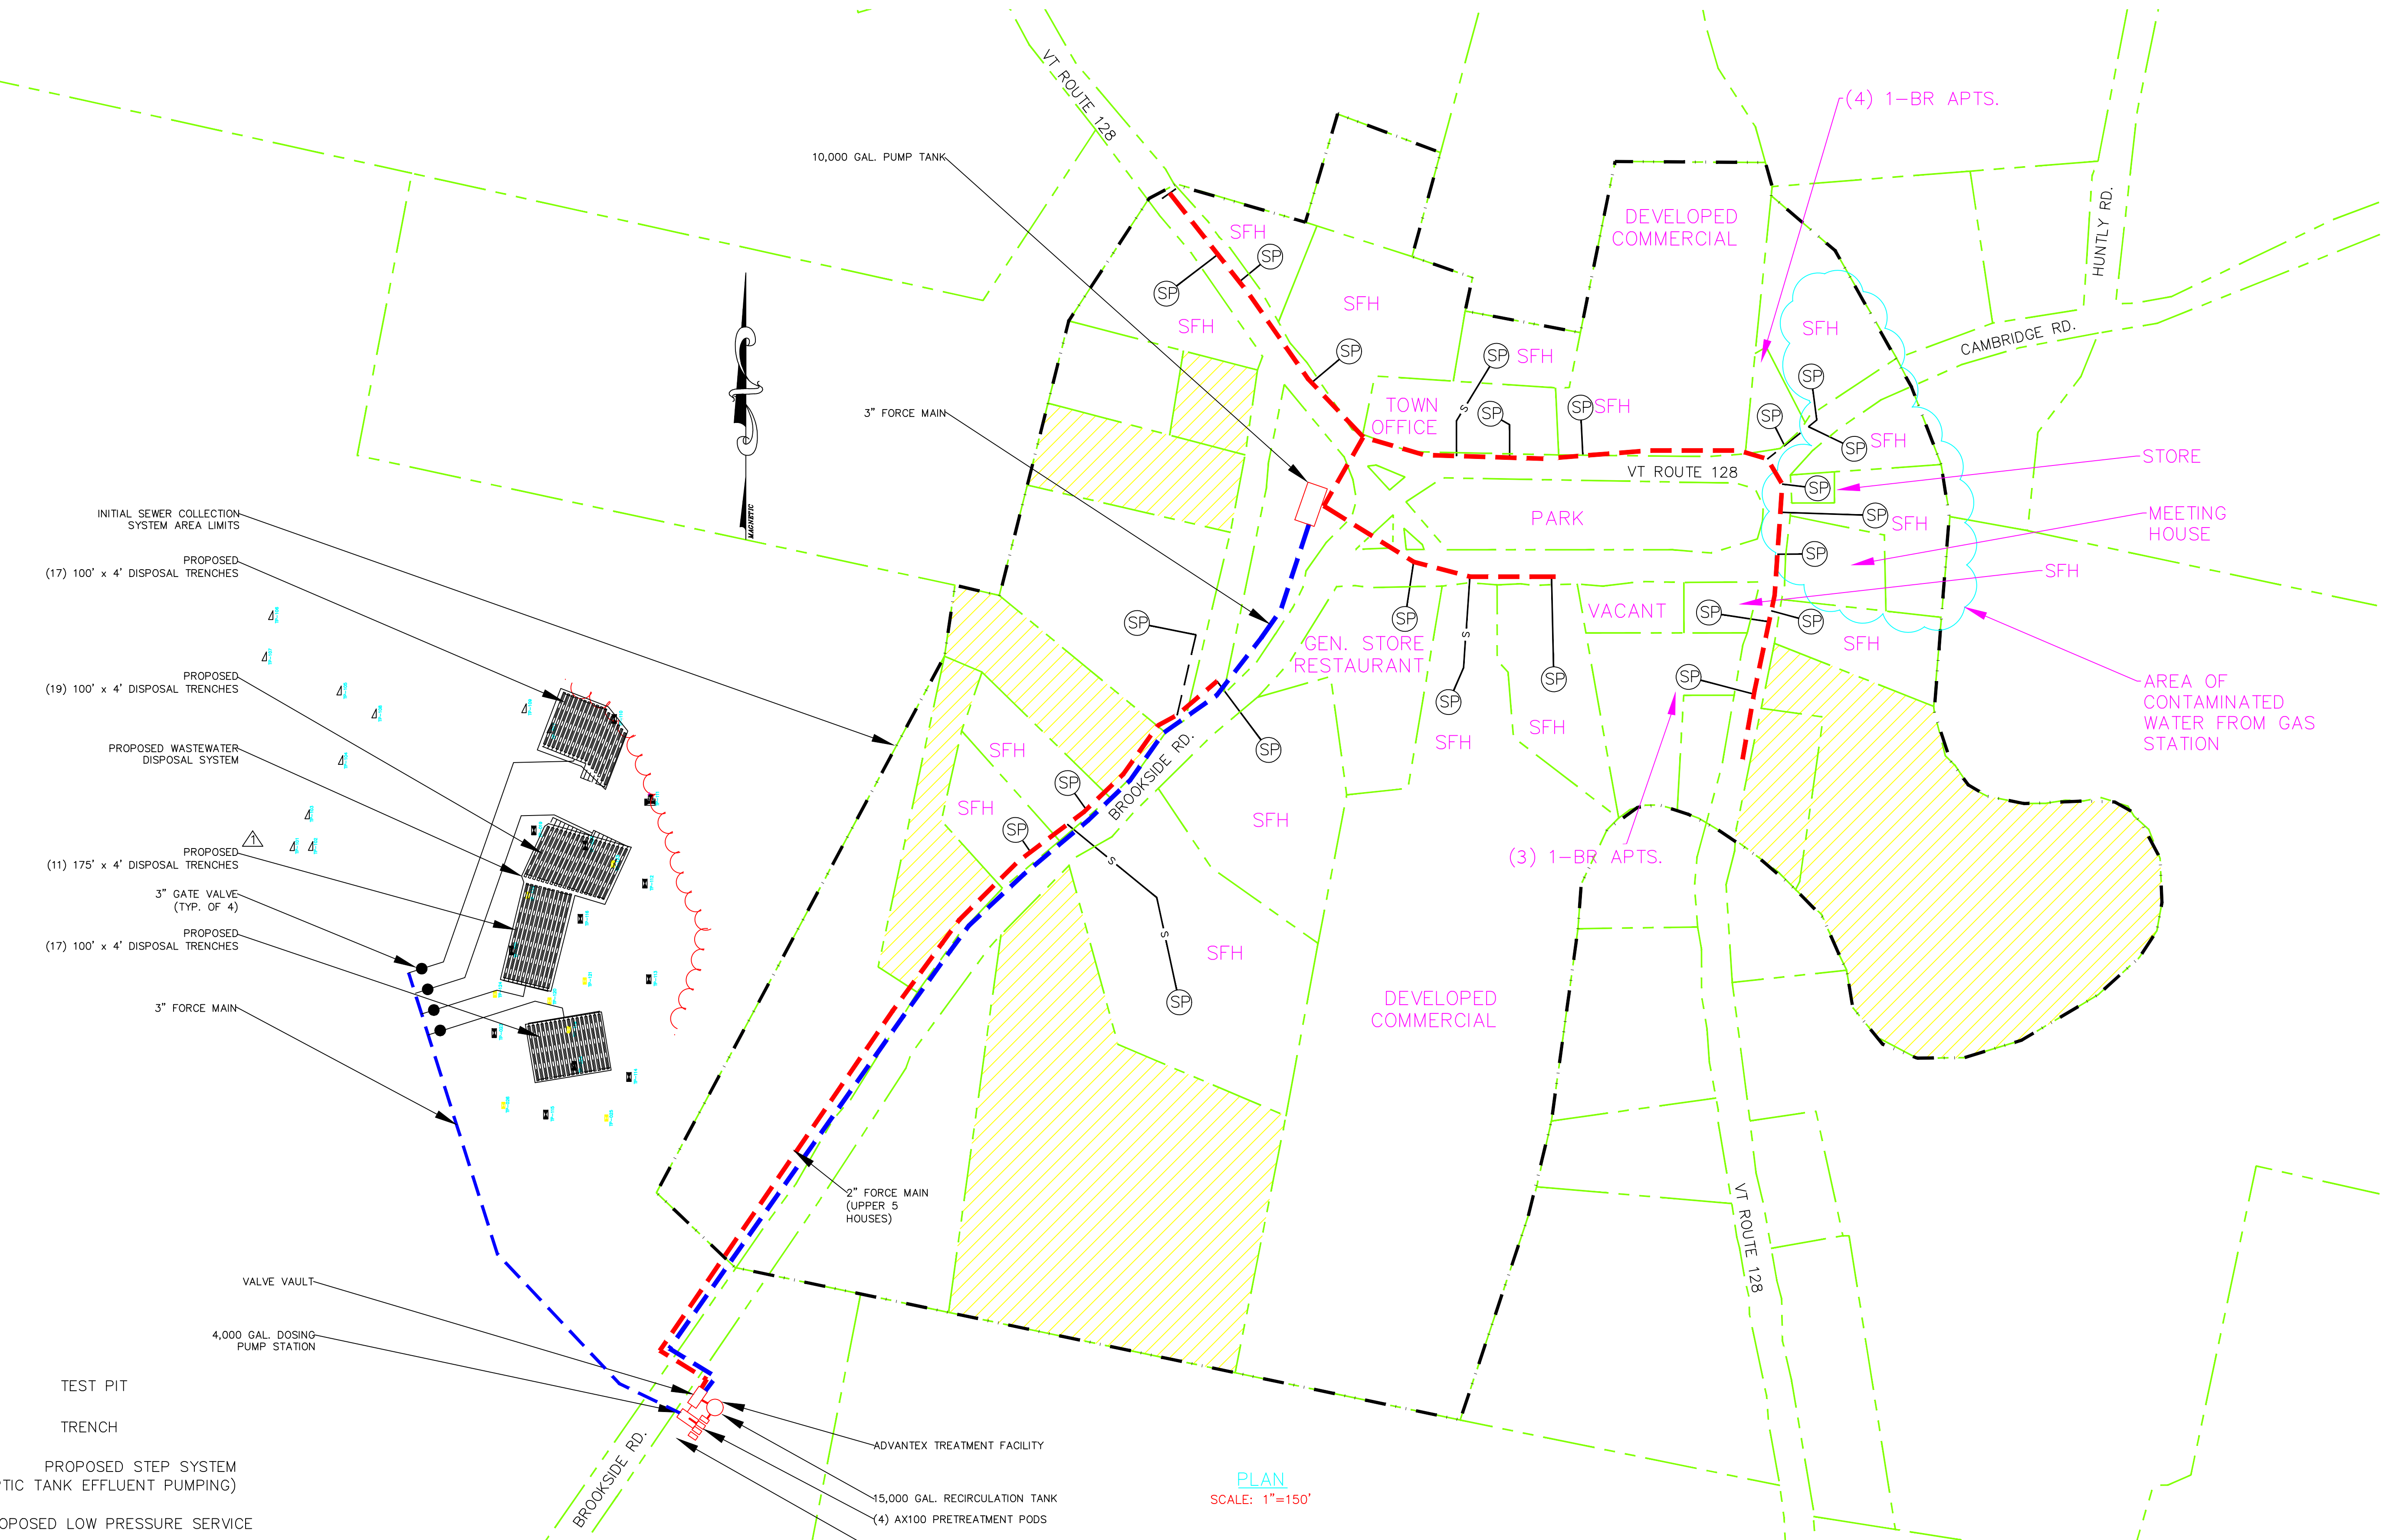 VT ROUTE 128
(4) 1-BR APTS.
10,000 GAL. PUMP TANK
HUNTLY RD.
DEVELOPED
COMMERCIAL
SFH
SP
SP
SFH
SFH
SFH
CAMBRIDGE RD.
SP
SP
SFH
SP
3" FORCE MAIN
TOWN
OFFICE
S
SP
SP
SFH
SP
SP
SFH
STORE
VT ROUTE 128
SP
MAGNETIC
INITIAL SEWER COLLECTION
SYSTEM AREA LIMITS
PARK
SP
SFH
MEETING
HOUSE
PROPOSED
(17) 100' x 4' DISPOSAL TRENCHES
SP
SFH
VACANT
SP
SP
SP
SP
S
GEN. STORE
RESTAURANT
SFH
PROPOSED
(19) 100' x 4' DISPOSAL TRENCHES
SP
SP
SP
AREA OF
CONTAMINATED
WATER FROM GAS
STATION
SFH
SFH
SFH
SP
PROPOSED WASTEWATER
DISPOSAL SYSTEM
BROOKSIDE RD.
SP
SFH
SFH
SP
1
PROPOSED
(11) 175' x 4' DISPOSAL TRENCHES
S
(3) 1-BR APTS.
3" GATE VALVE
(TYP. OF 4)
PROPOSED
(17) 100' x 4' DISPOSAL TRENCHES
S
SFH
SP
3" FORCE MAIN
DEVELOPED
COMMERCIAL
2" FORCE MAIN
(UPPER 5
HOUSES)
VT ROUTE 128
VALVE VAULT
4,000 GAL. DOSING
PUMP STATION
TEST PIT
TRENCH
BROOKSIDE RD.
ADVANTEX TREATMENT FACILITY
PROPOSED STEP SYSTEM
TIC TANK EFFLUENT PUMPING)
PLAN
SCALE: 1"=150'
15,000 GAL. RECIRCULATION TANK
(4) AX100 PRETREATMENT PODS
OPOSED LOW PRESSURE SERVICE